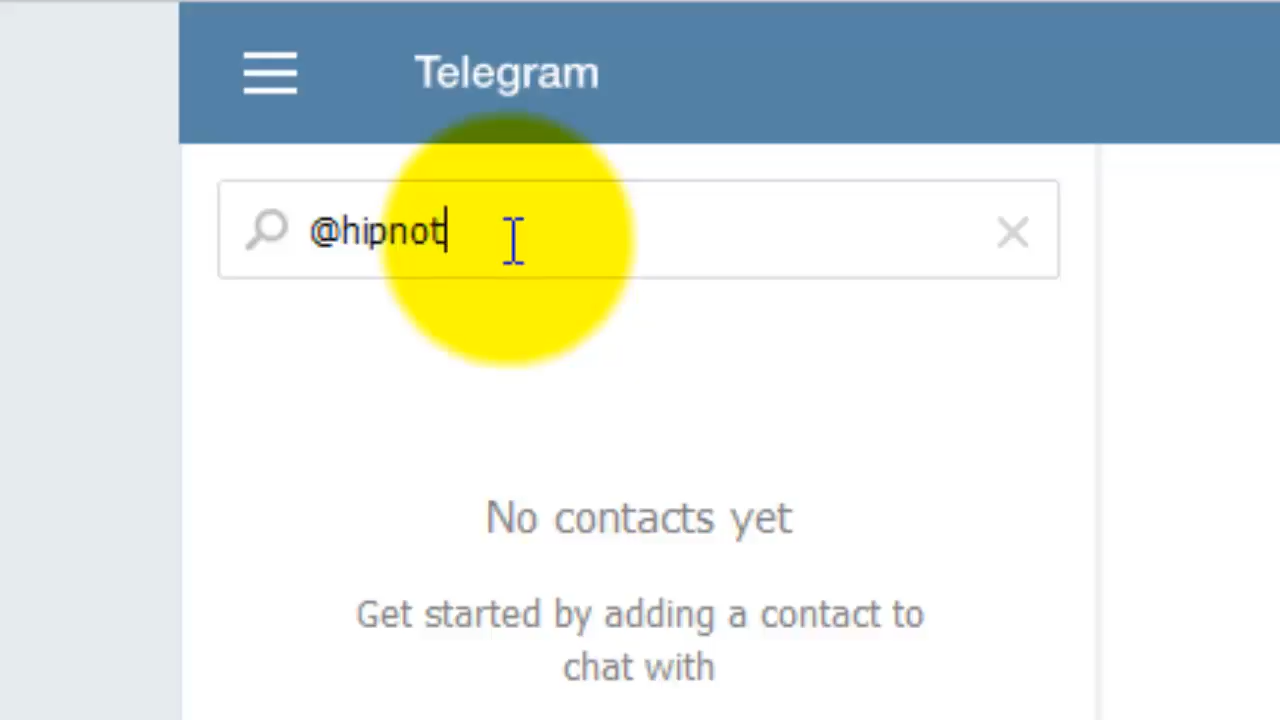 Telegram
@hipnot
No contacts yet
Get started by adding a contact to
chat with